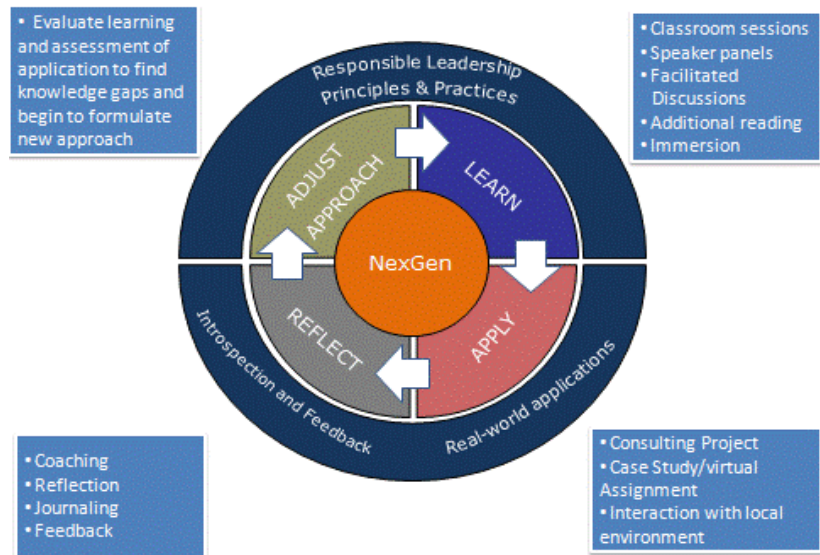 • Evaluate learning
and assessment of
application to find
knowledge gaps and
begin to formulate
new approach
• Classroom sessions
• Speaker panels
• Facilitated
Discussions
• Additional reading
• Immersion
Responsible Leadership
Principles & Practices
ADJUST
APPROACH
LEARN
NexGen
REFLECT
APPLY
Introspection and Feedback
Real-world applications
• Coaching
• Reflection
• Journaling
• Feedback
• Consulting Project
• Case Study/virtual
Assignment
• Interaction with local
environment